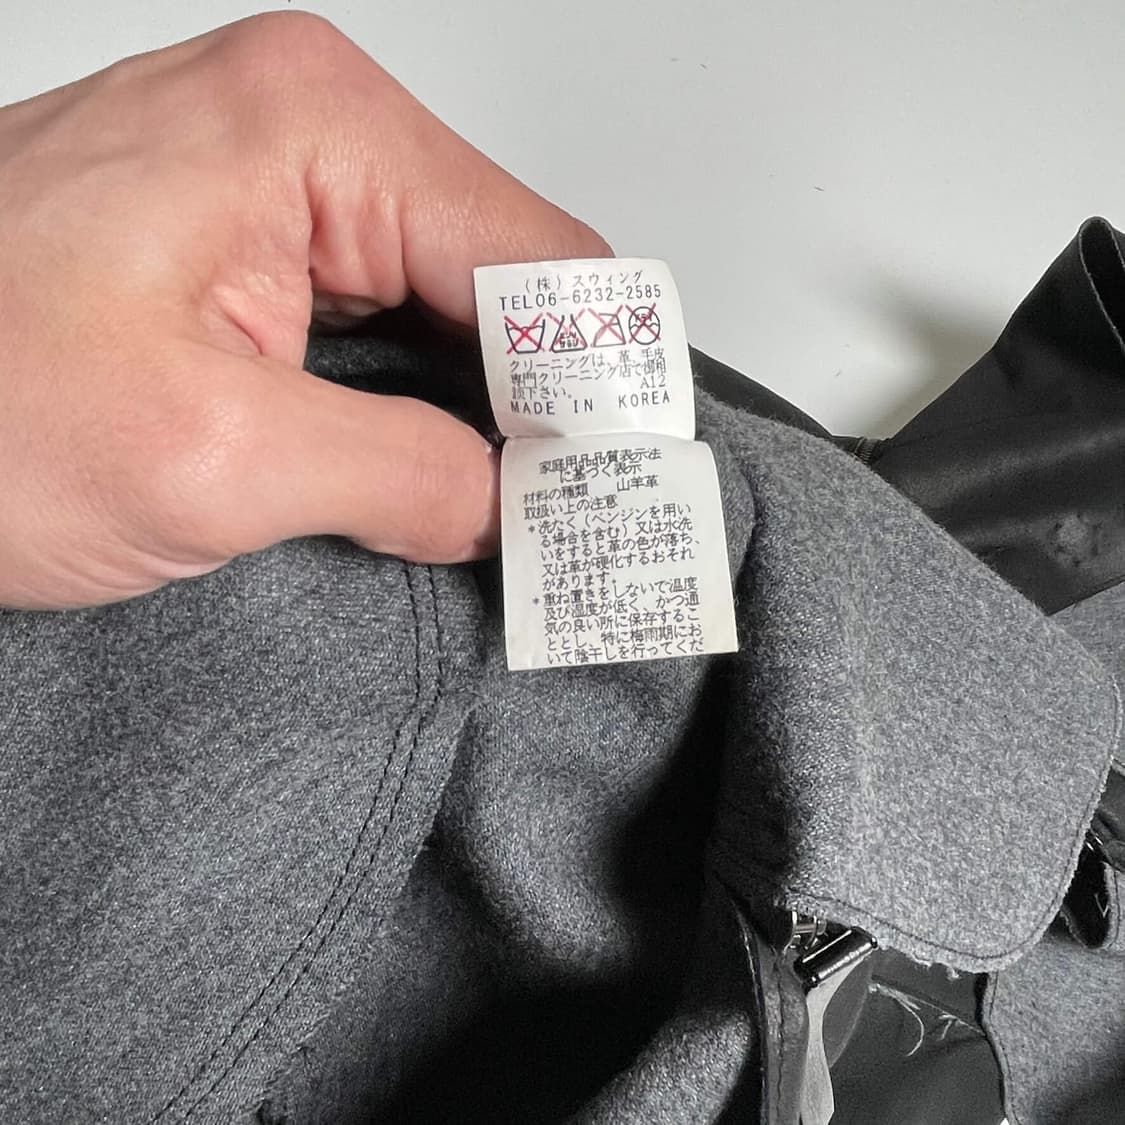 (株)スウィング
TEL06-6232-2585
クリーニングは、革、毛皮
専門クリーニング店で御相
談下さい。 A12
MADE IN KOREA
家庭用品品質表示法
に基づく表示
材料の種類 山羊革
取扱い上の注意
*洗たく(ベンジンを用い
る場合を含む)又は水洗
いをすると革の色が落ち、
又は革が硬化するおそれ
があります。
*重ね置きをしないで温度
及び湿度が低く、かつ通
気の良い所に保存するこ
ととし、特に梅雨期にお
いて陰干しを行ってくだ